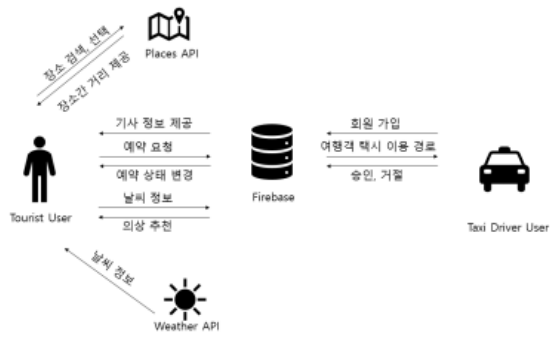 Places API
장소 검색, 선택
장소간 거리 제공
기사 정보 제공
예약 요청
예약 상태 변경
날씨 정보
의상 추천
Tourist User
Firebase
회원 가입
여행객 택시 이용 경로
승인, 거절
Taxi Driver User
날씨 정보
Weather API